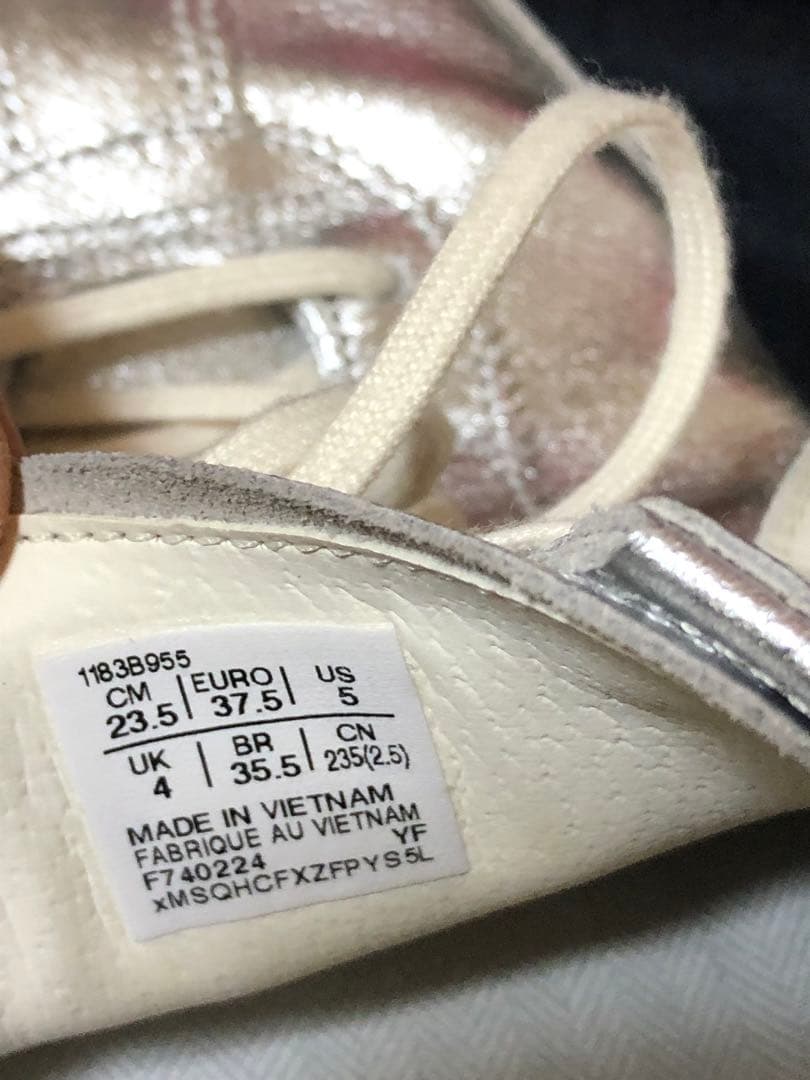 1183B955
CM | EURO | US
23.5 | 37.5 | 5
UK | BR | CN
4 | 35.5 | 235(2.5)
MADE IN VIETNAM
FABRIQUE AU VIETNAM
F740224 YF
xMSQHCFXZFPYS5L